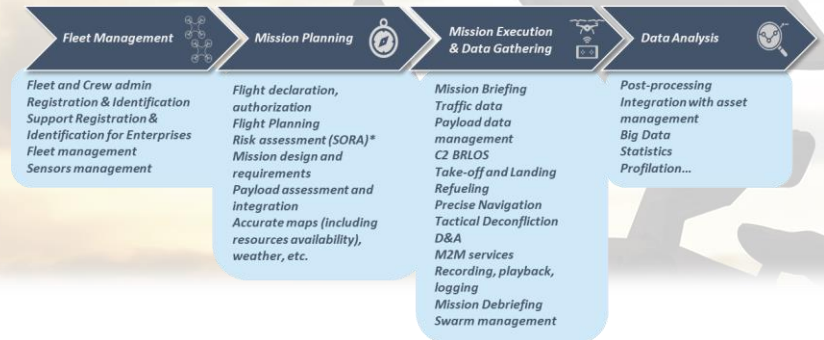 Fleet Management
Fleet and Crew admin
Registration & Identification
Support Registration &
Identification for Enterprises
Fleet management
Sensors management
Mission Planning
Flight declaration,
authorization
Flight Planning
Risk assessment (SORA)*
Mission design and
requirements
Payload assessment and
integration
Accurate maps (including
resources availability),
weather, etc.
Mission Execution
& Data Gathering
Mission Briefing
Traffic data
Payload data
management
C2 BRLOS
Take-off and Landing
Refueling
Precise Navigation
Tactical Deconfliction
D&A
M2M services
Recording, playback,
logging
Mission Debriefing
Swarm management
Data Analysis
Post-processing
Integration with asset
management
Big Data
Statistics
Profilation...